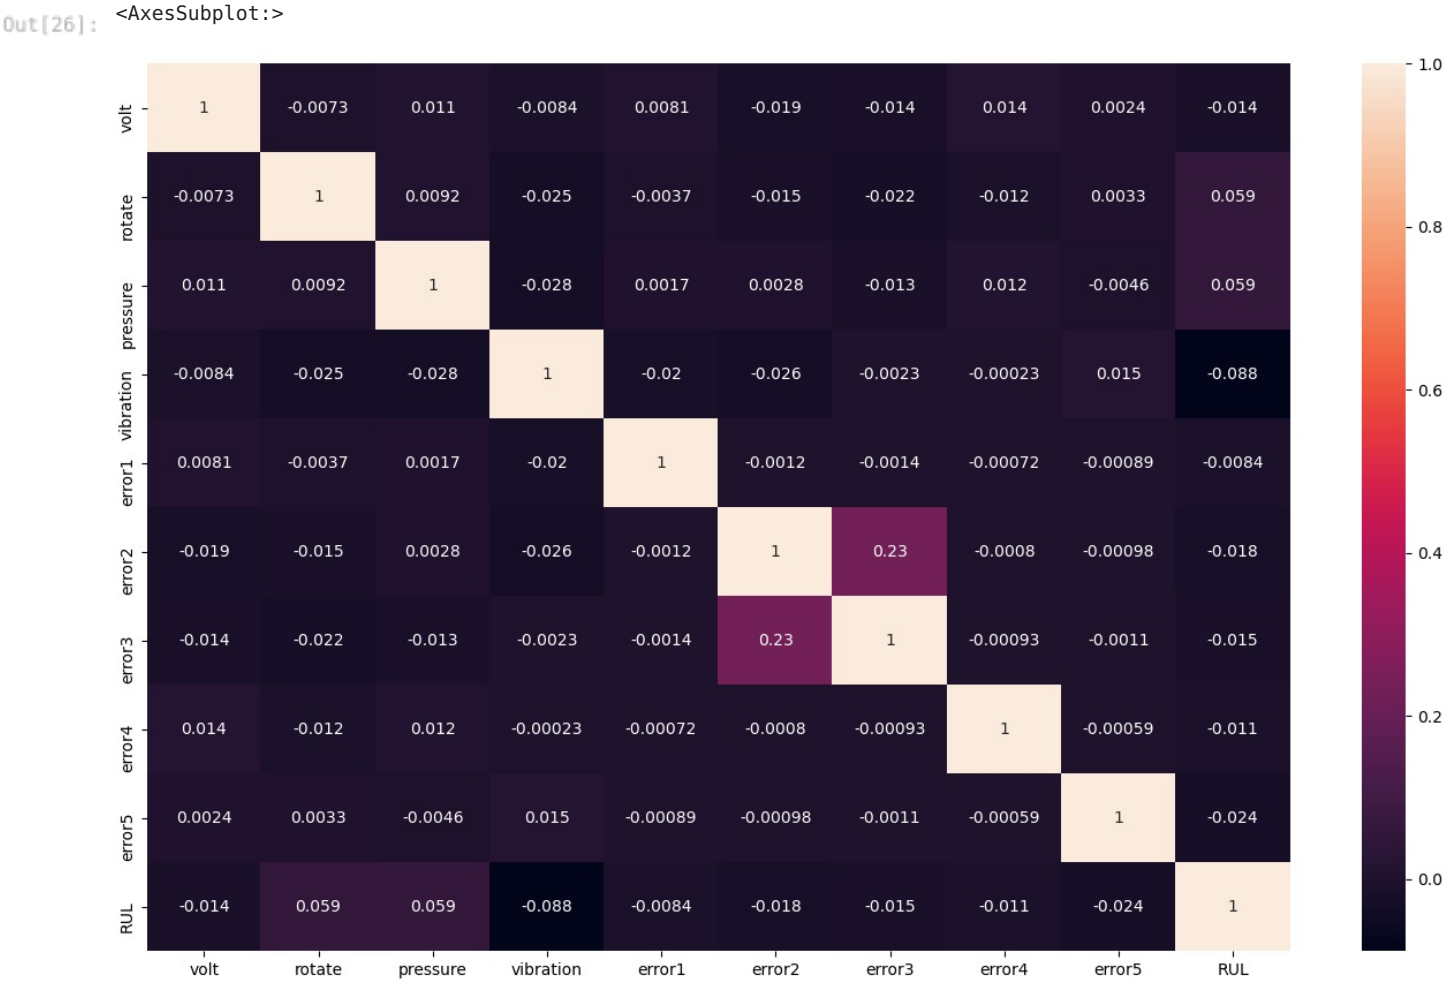 <AxesSubplot:>
Out[26]:
1.0
volt 1 -0.0073 0.011 -0.0084 0.0081 -0.019 -0.014 0.014 0.0024 -0.014
rotate -0.0073 1 0.0092 -0.025 -0.0037 -0.015 -0.022 -0.012 0.0033 0.059
0.8
pressure 0.011 0.0092 1 -0.028 0.0017 0.0028 -0.013 0.012 -0.0046 0.059
vibration -0.0084 -0.025 -0.028 1 -0.02 -0.026 -0.0023 -0.00023 0.015 -0.088
0.6
error1 0.0081 -0.0037 0.0017 -0.02 1 -0.0012 -0.0014 -0.00072 -0.00089 -0.0084
error2 -0.019 -0.015 0.0028 -0.026 -0.0012 1 0.23 -0.0008 -0.00098 -0.018
0.4
error3 -0.014 -0.022 -0.013 -0.0023 -0.0014 0.23 1 -0.00093 -0.0011 -0.015
0.2
error4 0.014 -0.012 0.012 -0.00023 -0.00072 -0.0008 -0.00093 1 -0.00059 -0.011
error5 0.0024 0.0033 -0.0046 0.015 -0.00089 -0.00098 -0.0011 -0.00059 1 -0.024
0.0
RUL -0.014 0.059 0.059 -0.088 -0.0084 -0.018 -0.015 -0.011 -0.024 1
volt rotate pressure vibration error1 error2 error3 error4 error5 RUL